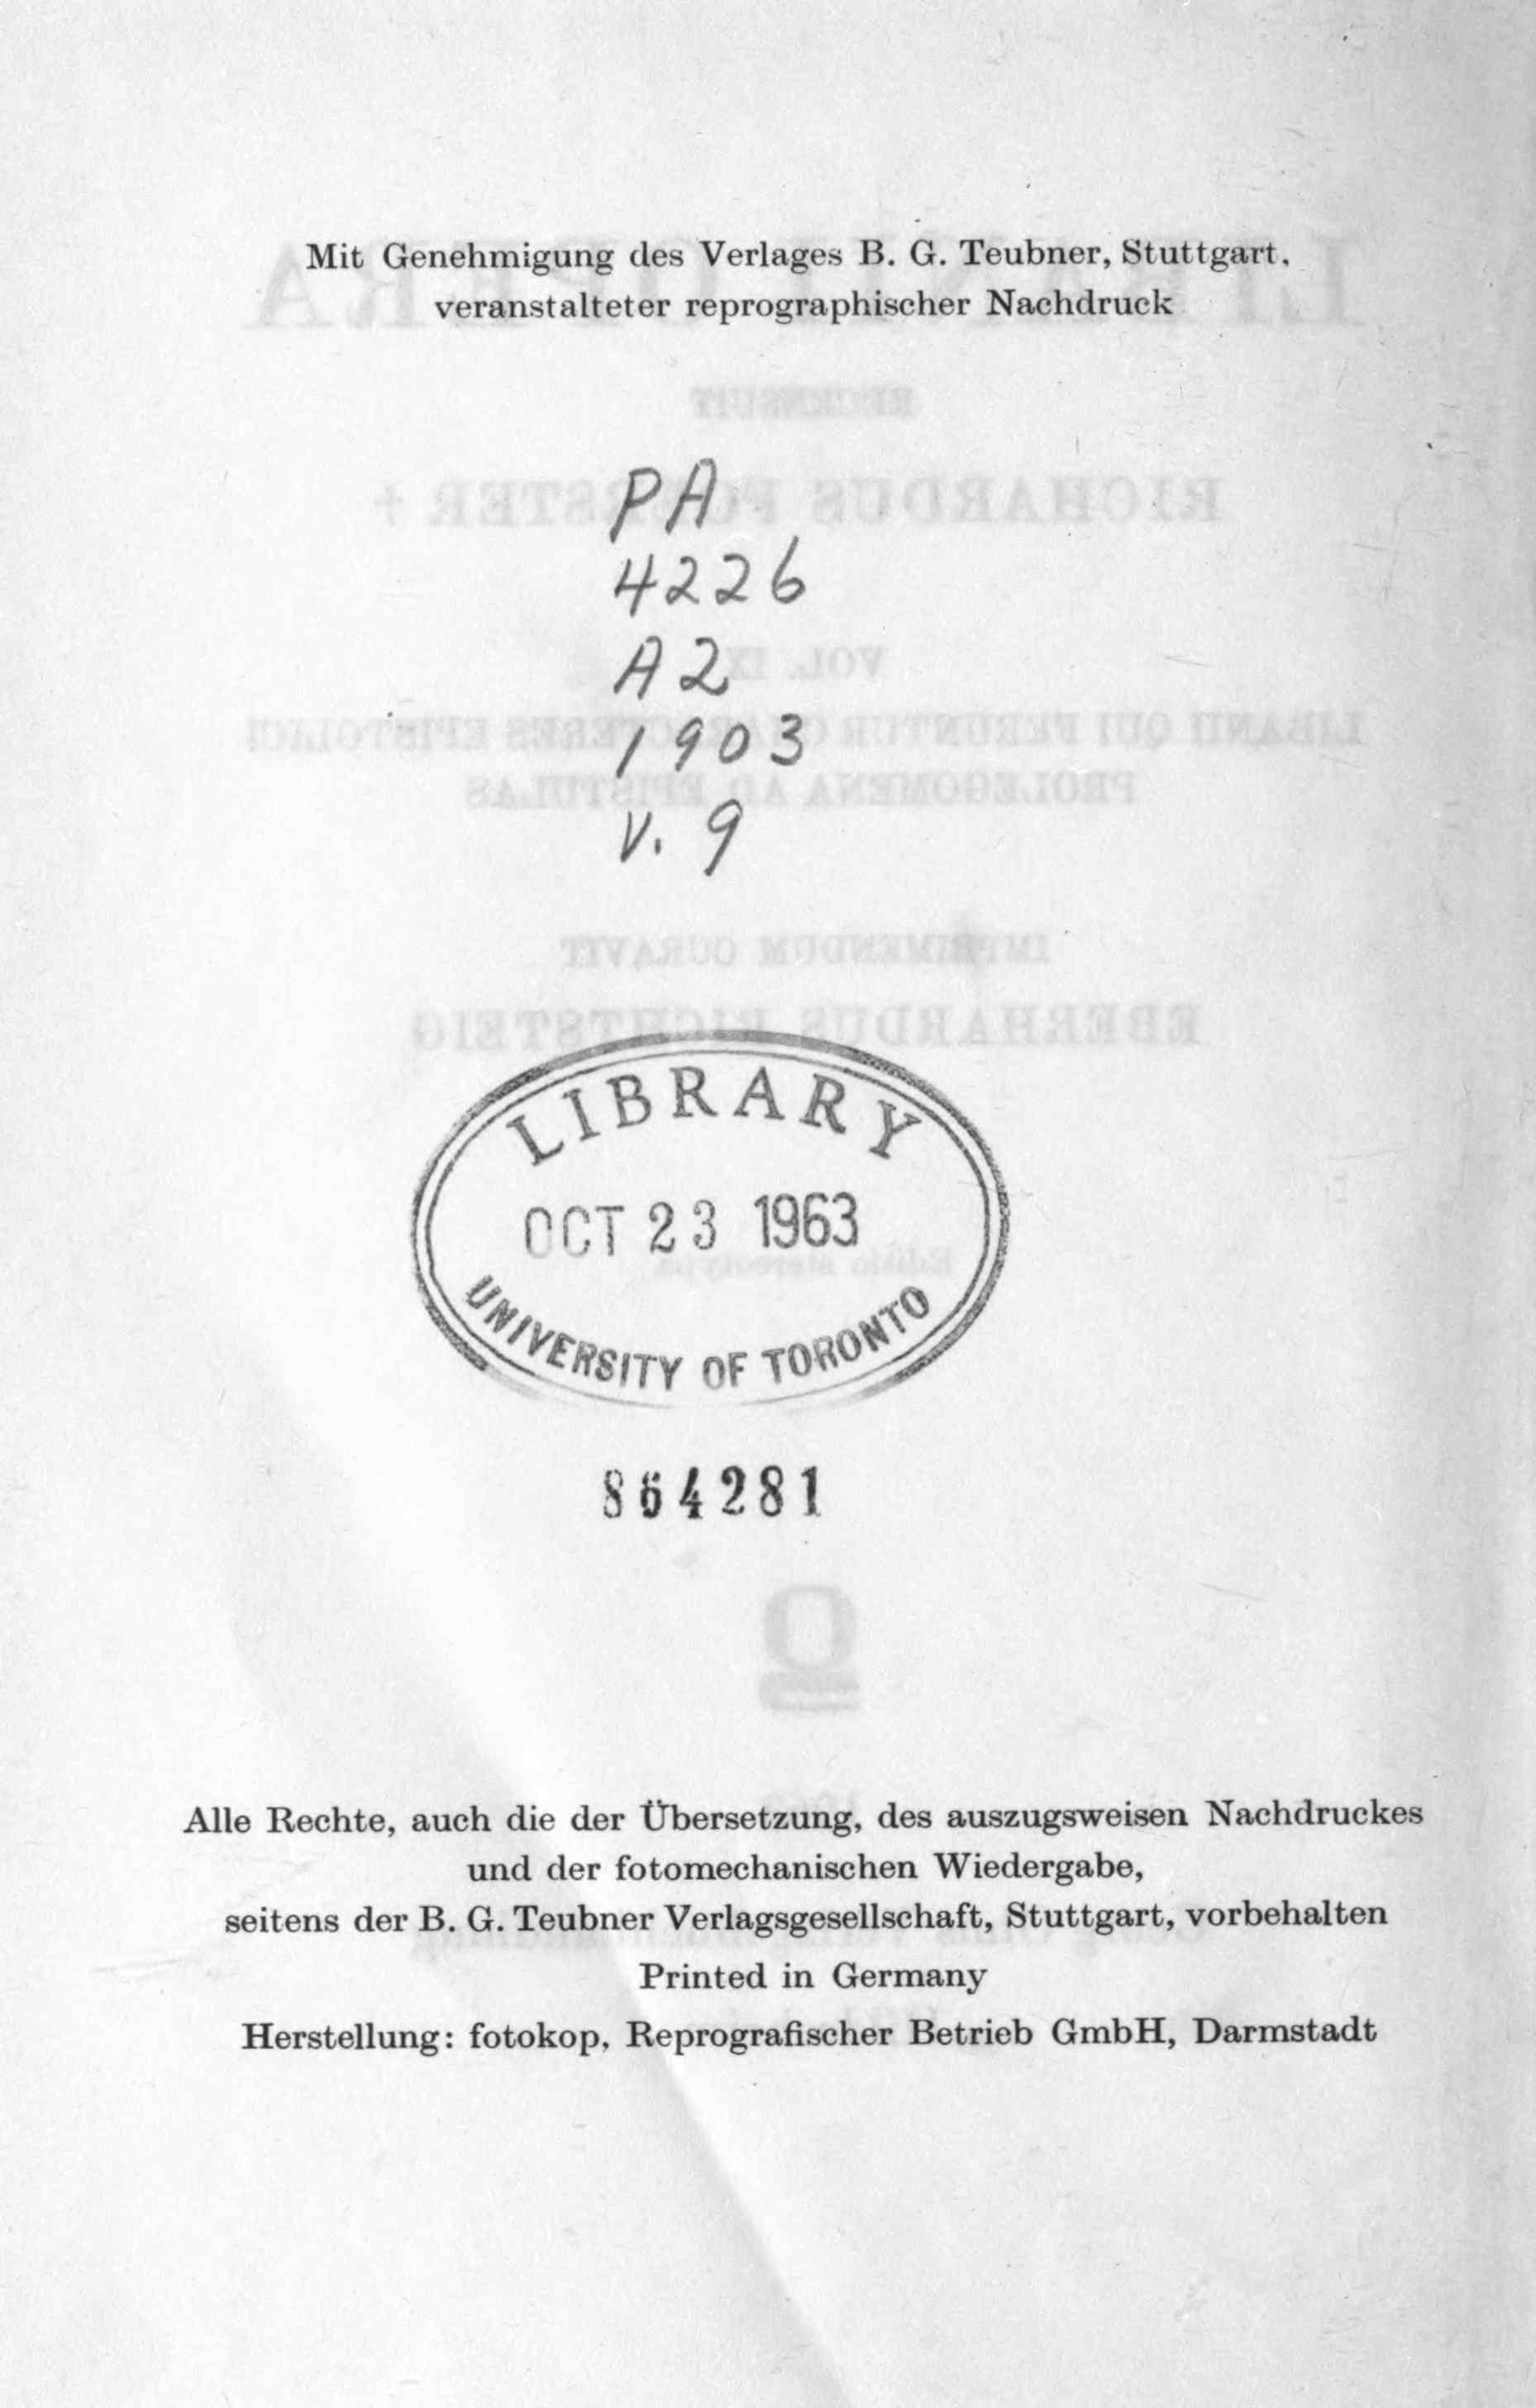 Mit Genehmigung des Verlages B. G. Teubner, Stuttgart,
veranstalteter reprographischer Nachdruck
PA
4226
A2
1903
v. 9
LIBRARY
OCT 23 1963
UNIVERSITY OF TORONTO
864281
Alle Rechte, auch die der Übersetzung, des auszugsweisen Nachdruckes
und der fotomechanischen Wiedergabe,
seitens der B. G. Teubner Verlagsgesellschaft, Stuttgart, vorbehalten
Printed in Germany
Herstellung: fotokop, Reprografischer Betrieb GmbH, Darmstadt